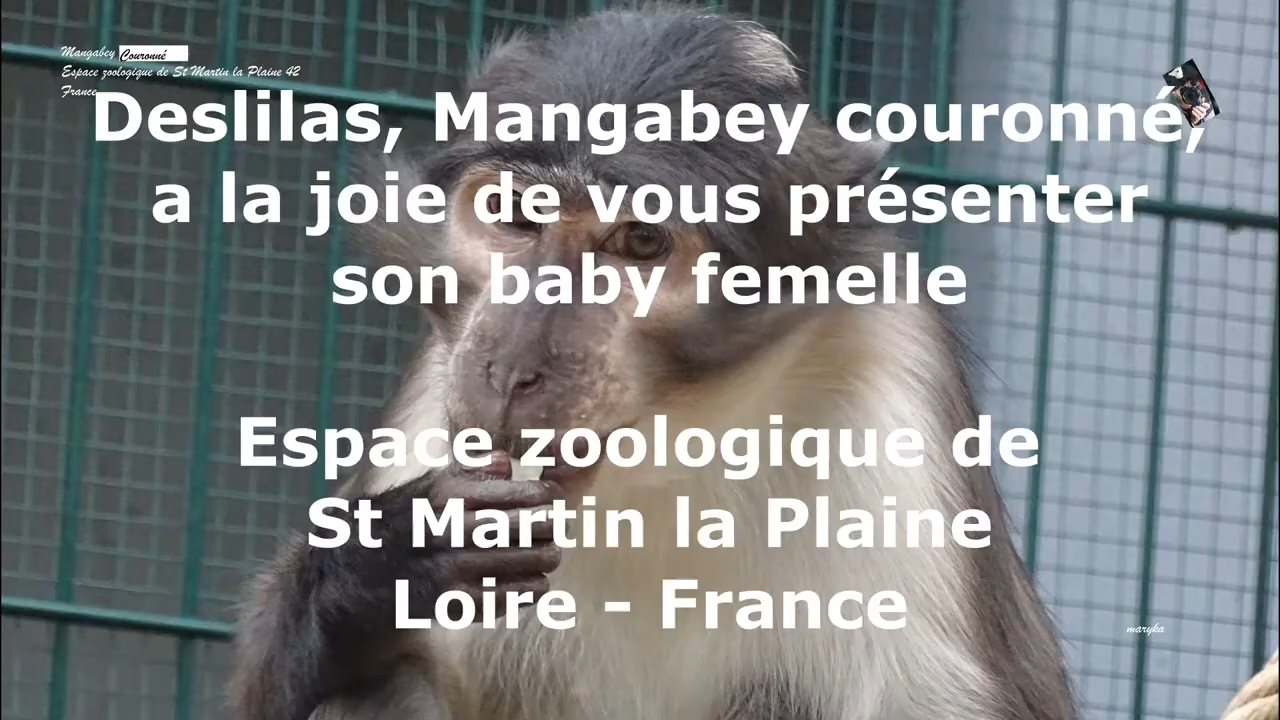 Mangabey Couronné
Espace zoologique de St Martin la Plaine 42
France
Deslilas, Mangabey couronné,
a la joie de vous présenter
son baby femelle
Espace zoologique de
St Martin la Plaine
Loire - France
maryka